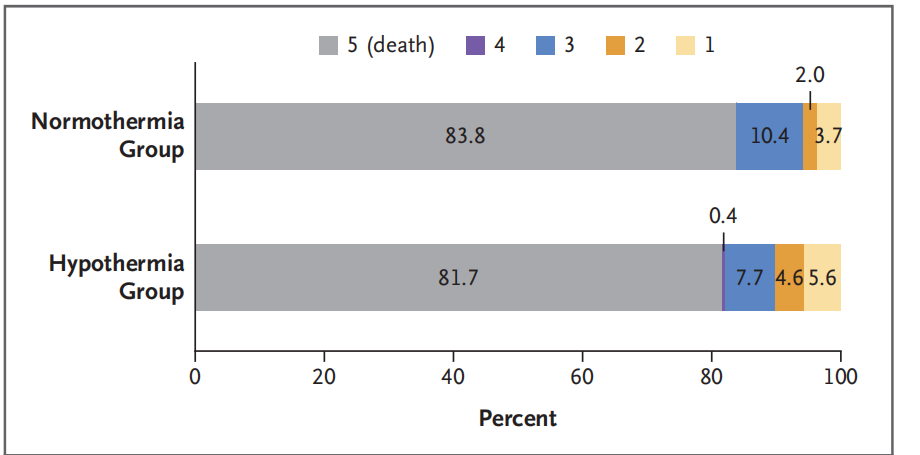 5 (death) 4 3 2 1
2.0
Normothermia
Group
83.8 10.4 3.7
0.4
Hypothermia
Group
81.7 7.7 4.6 5.6
0 20 40 60 80 100
Percent